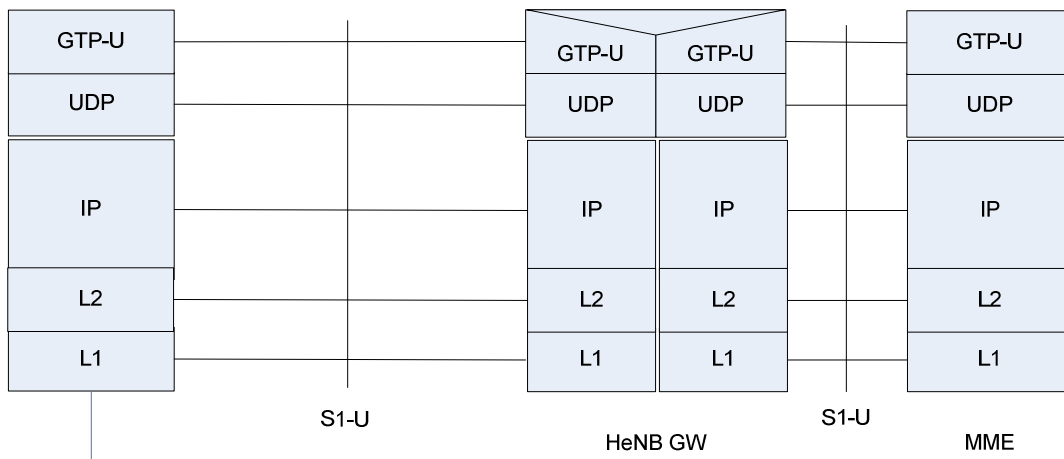 GTP-U
GTP-U GTP-U
GTP-U
UDP UDP UDP UDP
IP IP IP IP
L2 L2 L2 L2
L1 L1 L1 L1
S1-U S1-U
HeNB GW MME